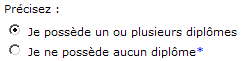 Précisez :
Je possède un ou plusieurs diplômes
Je ne possède aucun diplôme*